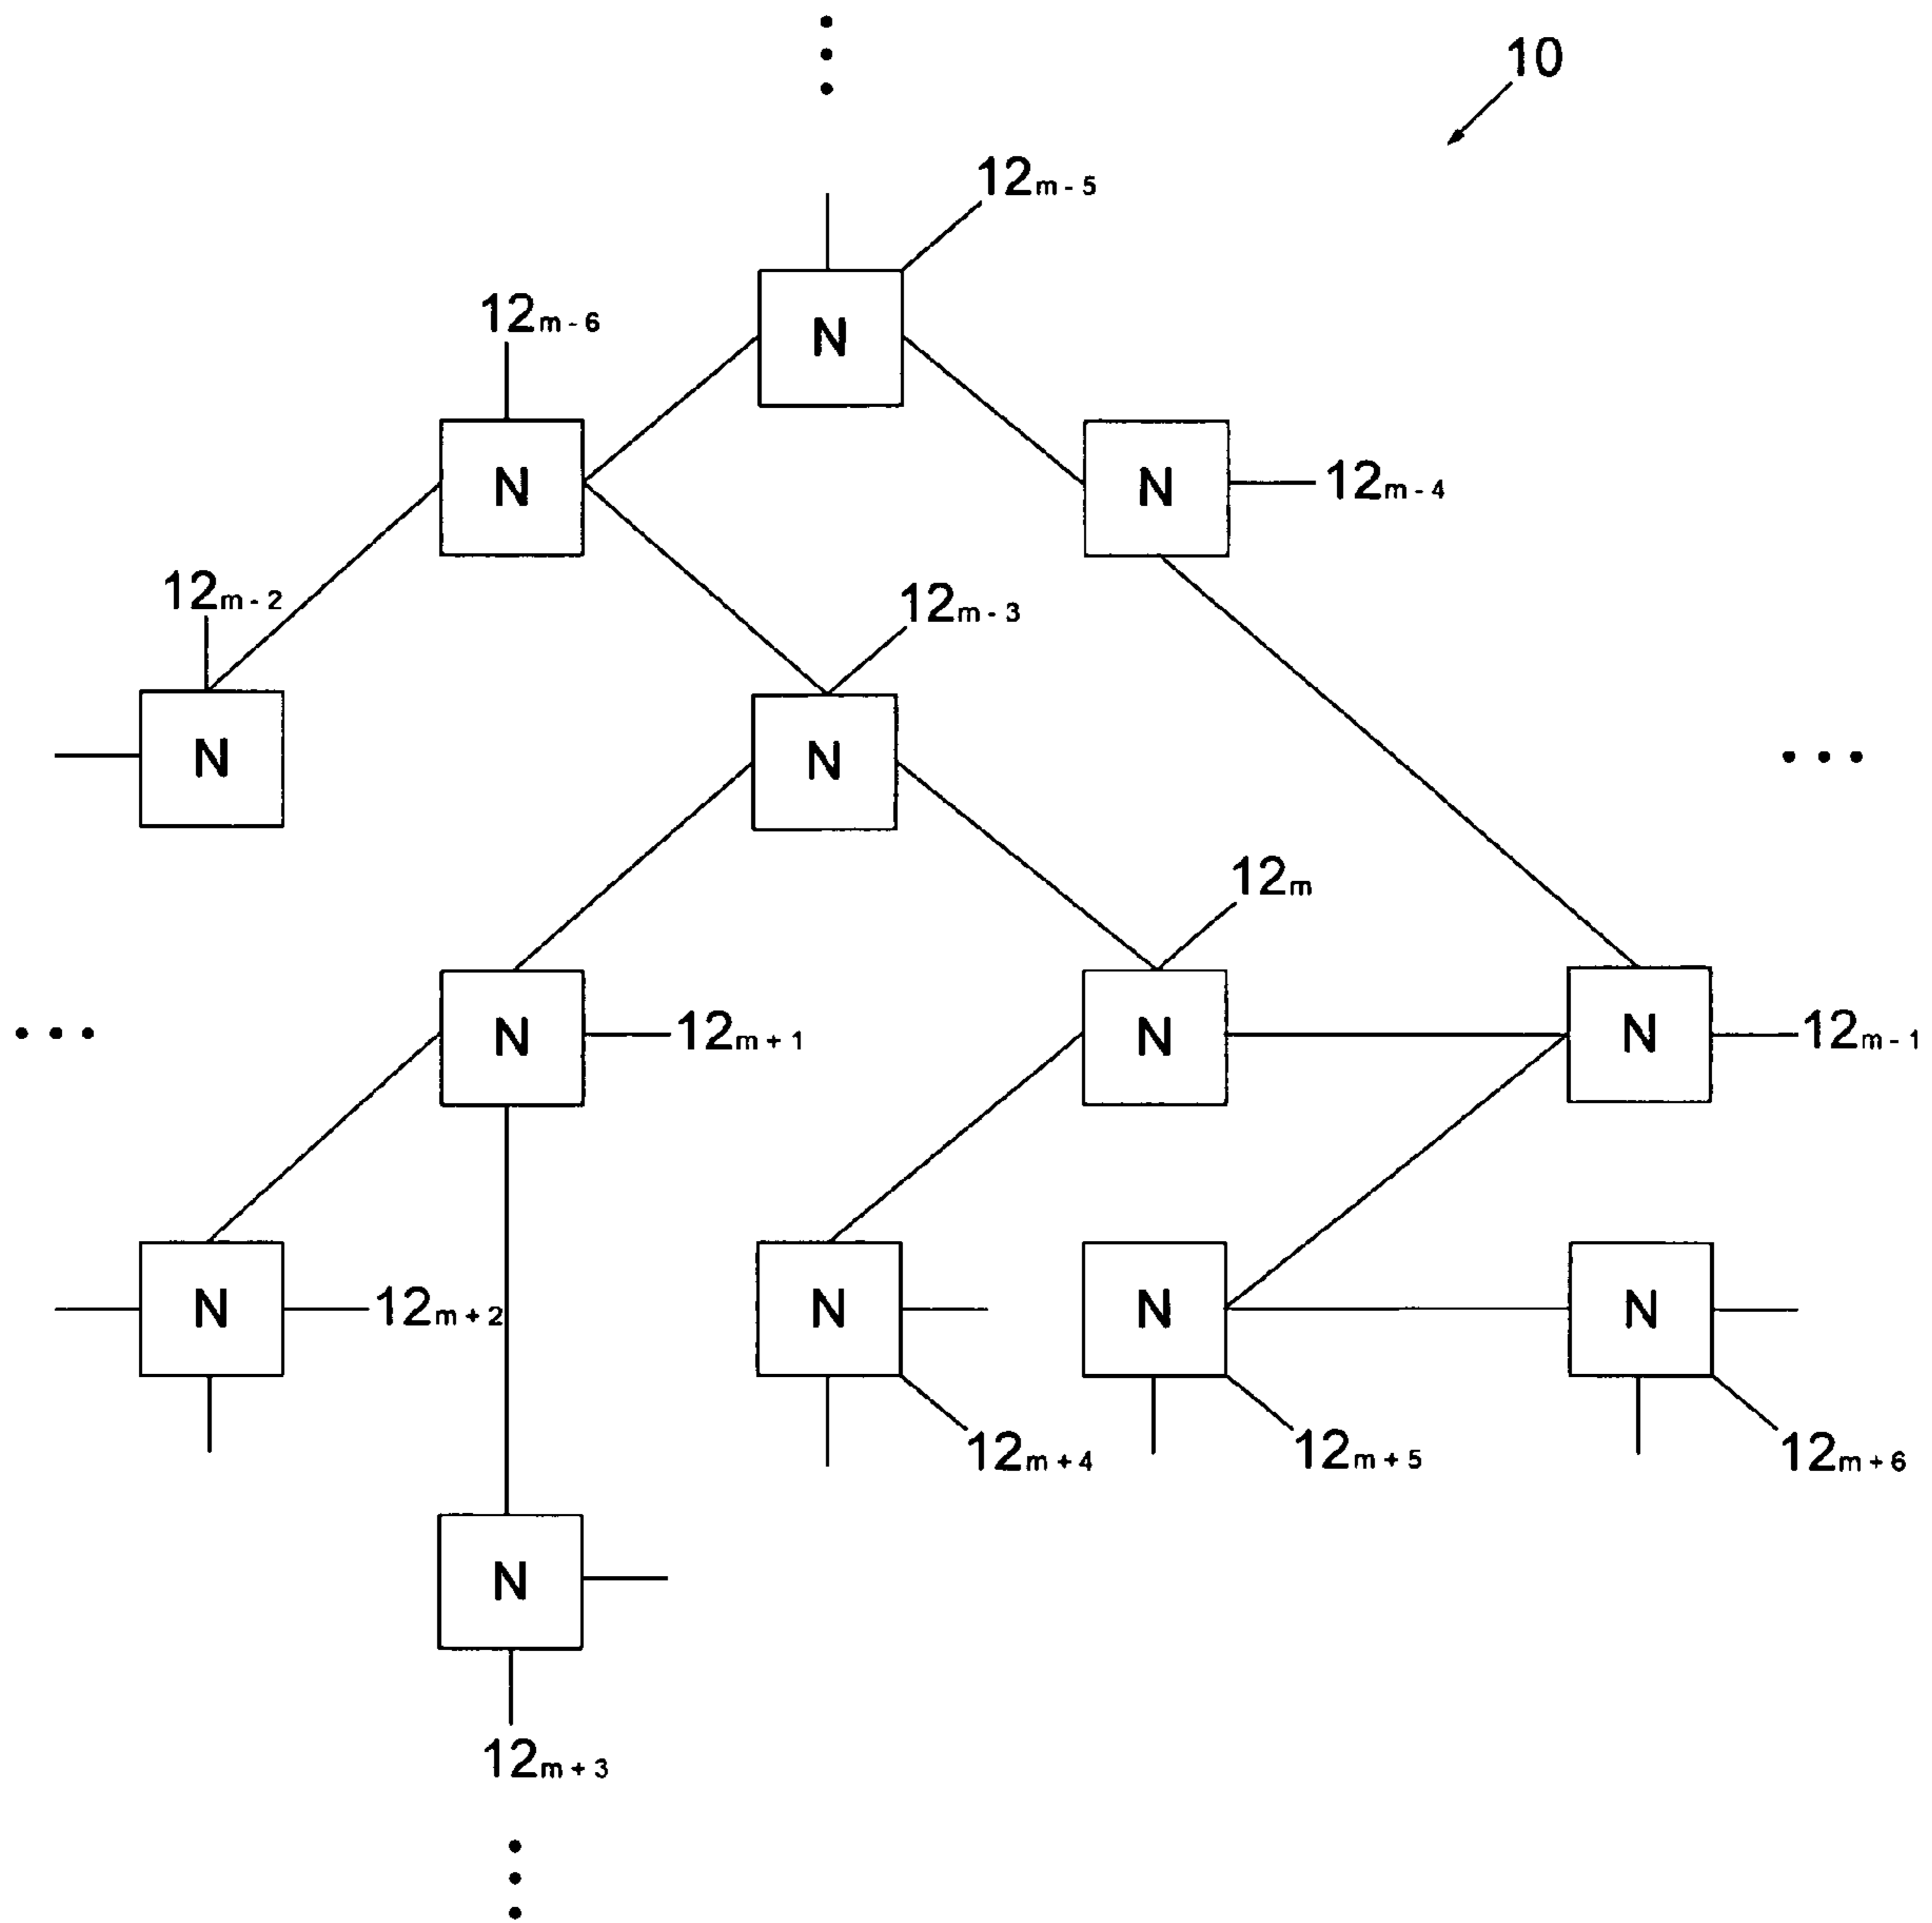 10
12m - 5
N
12m - 6
N
N
12m - 4
12m - 2
12m - 3
N
N
12m
N
12m + 1
N
N
12m - 1
N
12m + 2
N
N
N
12m + 4
12m + 5
12m + 6
N
12m + 3